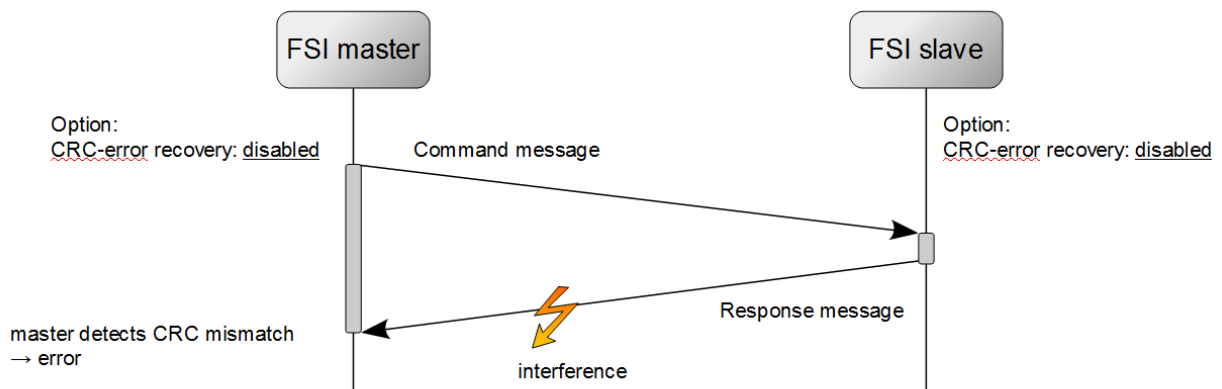 FSI master
FSI slave
Option:
CRC-error recovery: disabled
Command message
Option:
CRC-error recovery: disabled
Response message
master detects CRC mismatch
→ error
interference